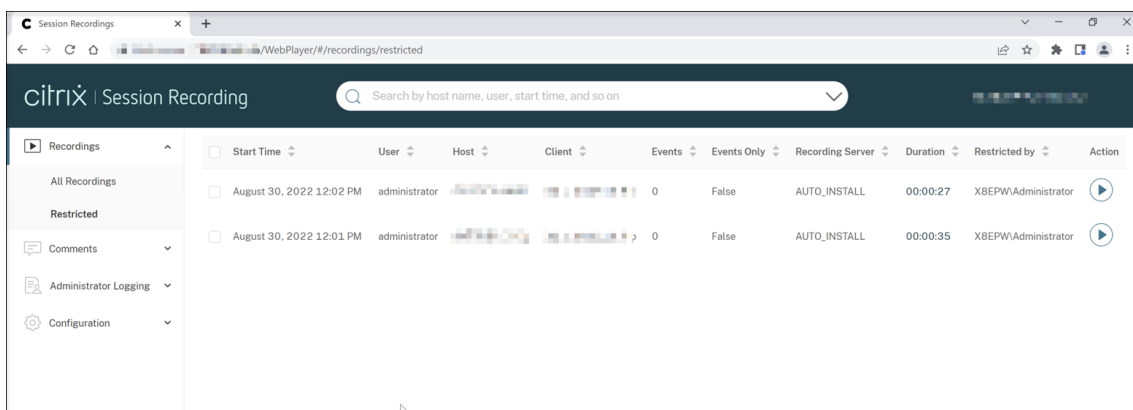 Session Recordings
/WebPlayer/#/recordings/restricted
citrix | Session Recording
Search by host name, user, start time, and so on
Recordings
All Recordings
Restricted
Comments
Administrator Logging
Configuration
Start Time User Host Client Events Events Only Recording Server Duration Restricted by Action
August 30, 2022 12:02 PM administrator 0 False AUTO_INSTALL 00:00:27 X8EPW\Administrator
August 30, 2022 12:01 PM administrator 0 False AUTO_INSTALL 00:00:35 X8EPW\Administrator